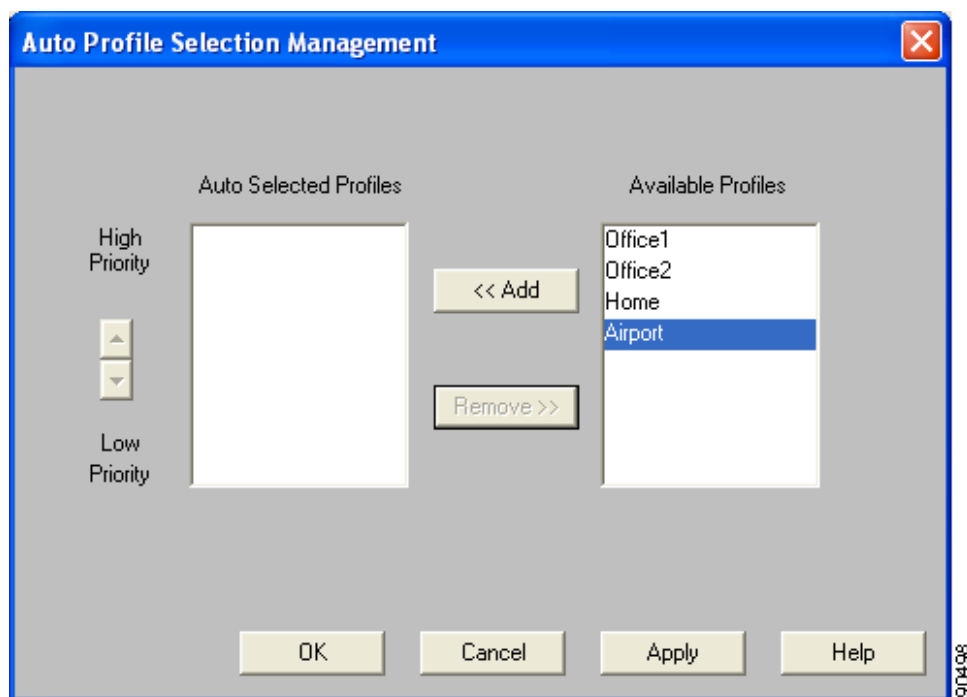 Auto Profile Selection Management
Auto Selected Profiles
Available Profiles
High
Priority
Low
Priority
<< Add
Remove >>
Office1
Office2
Home
Airport
OK
Cancel
Apply
Help
90498